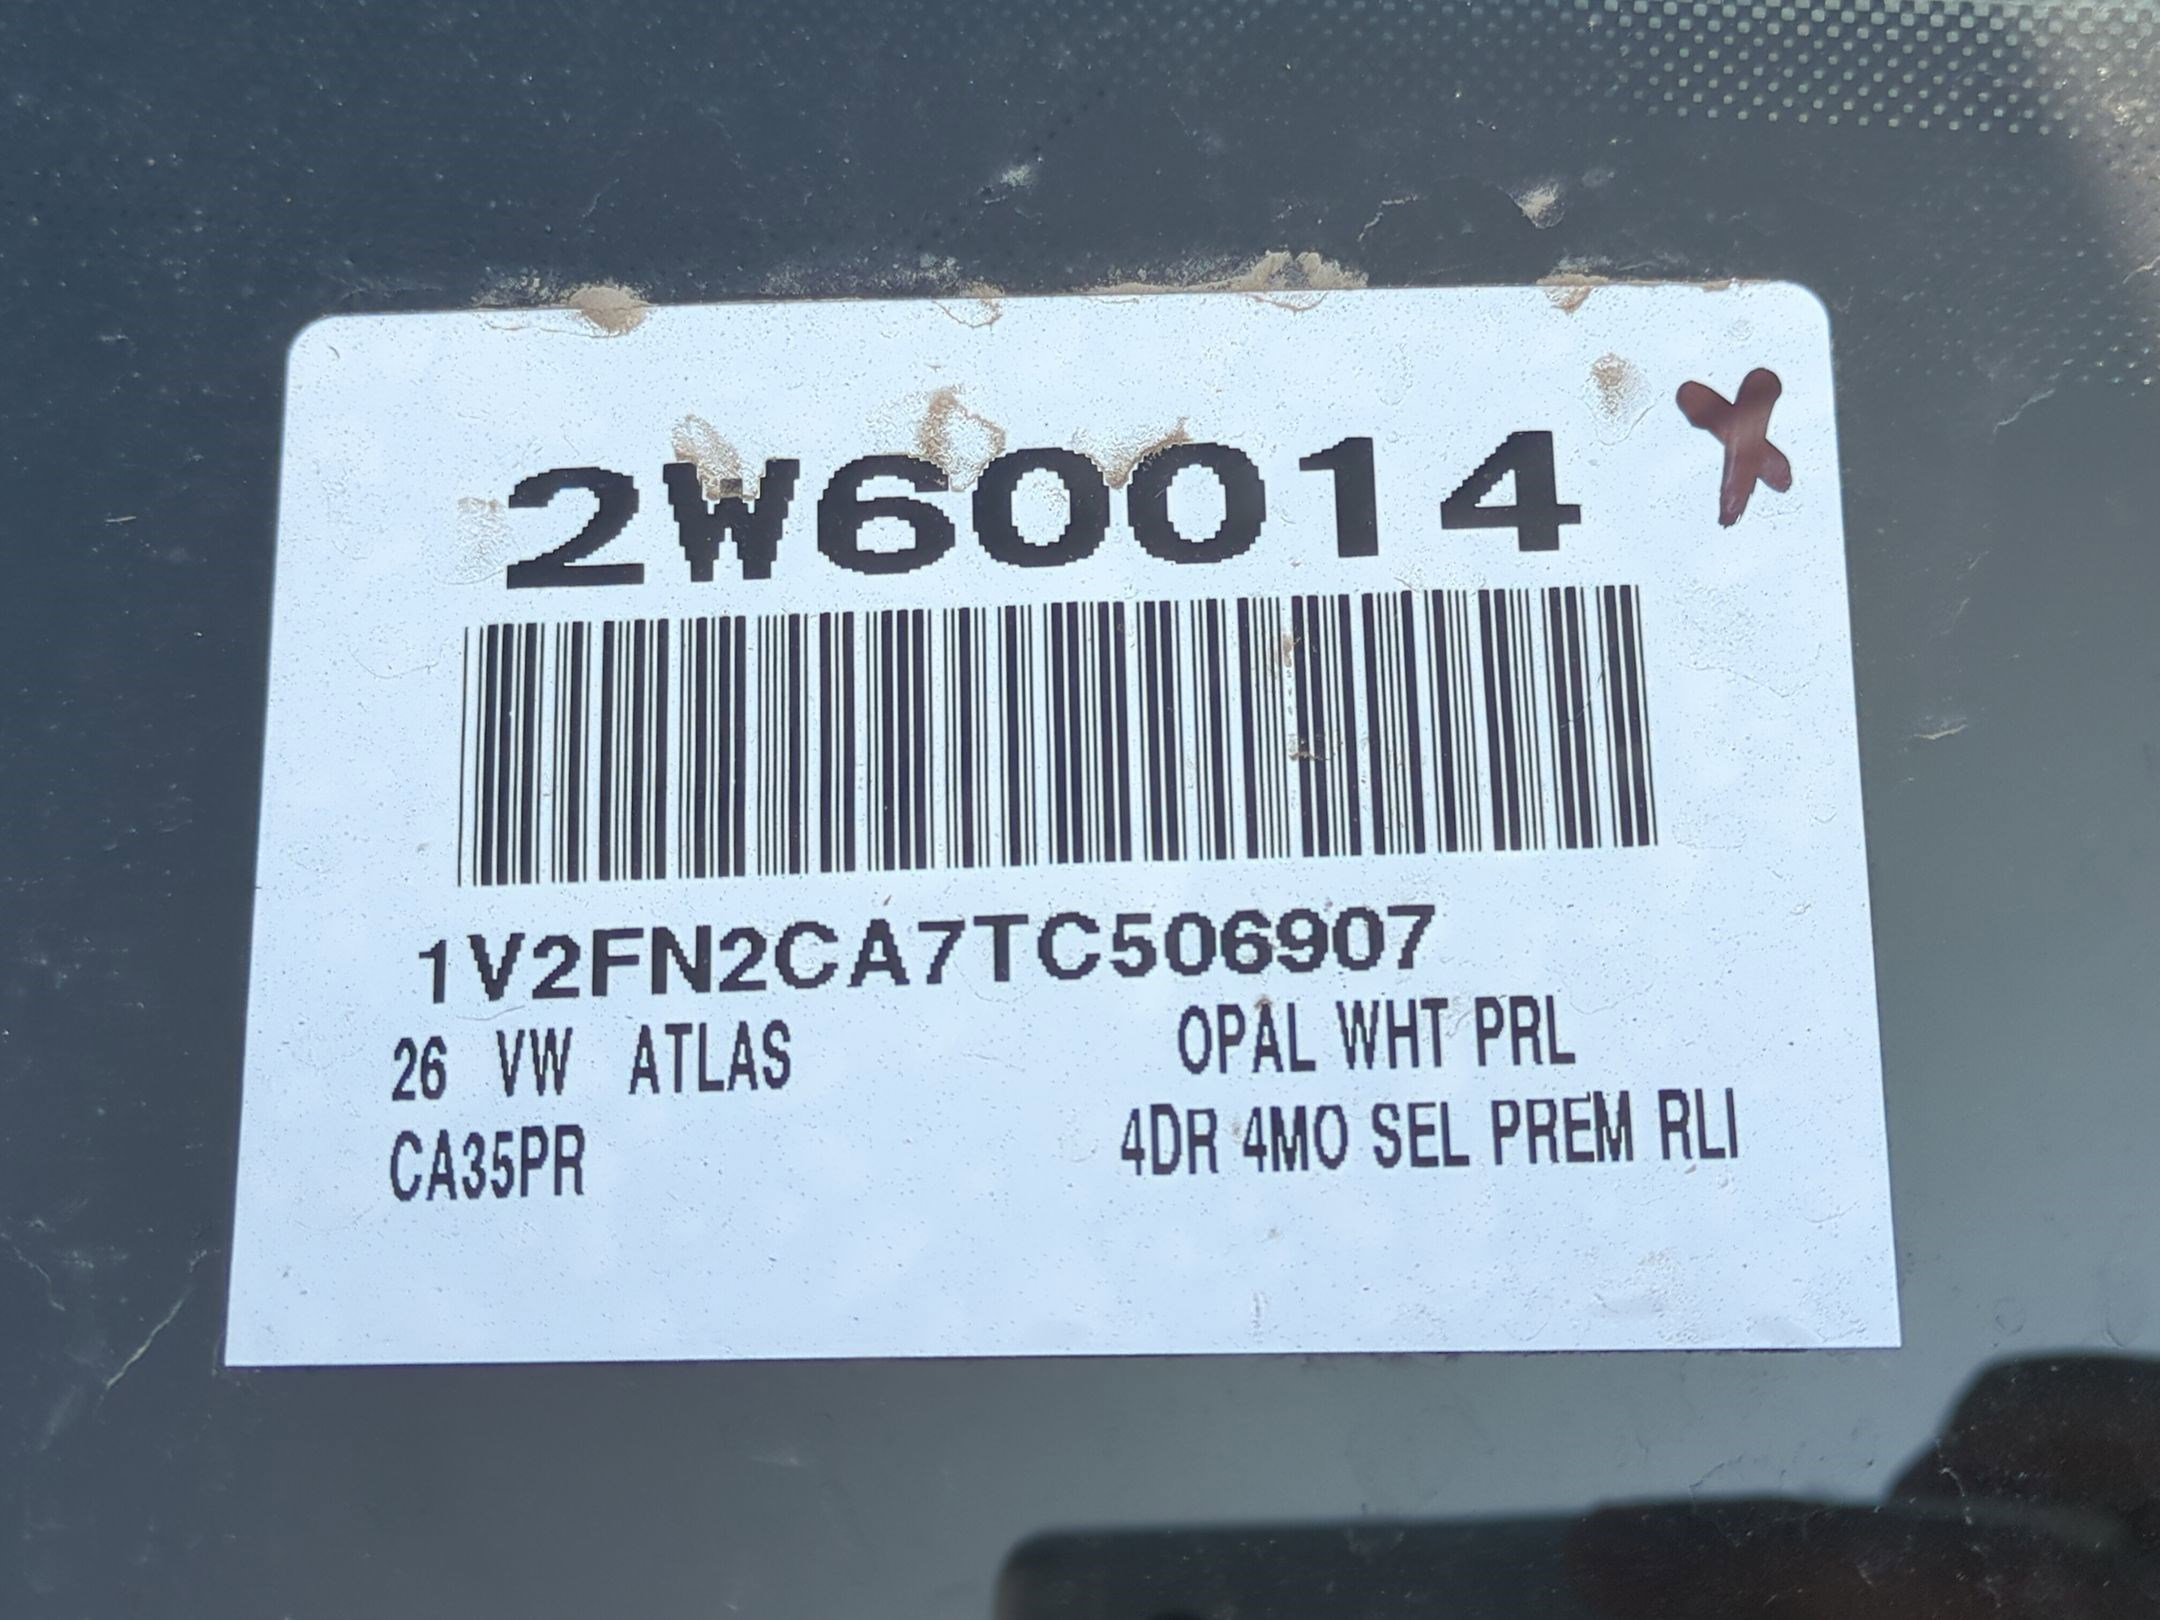 2W60014
X
1V2FN2CA7TC506907
26 VW ATLAS
OPAL WHT PRL
CA35PR
4DR 4MO SEL PREM RLI